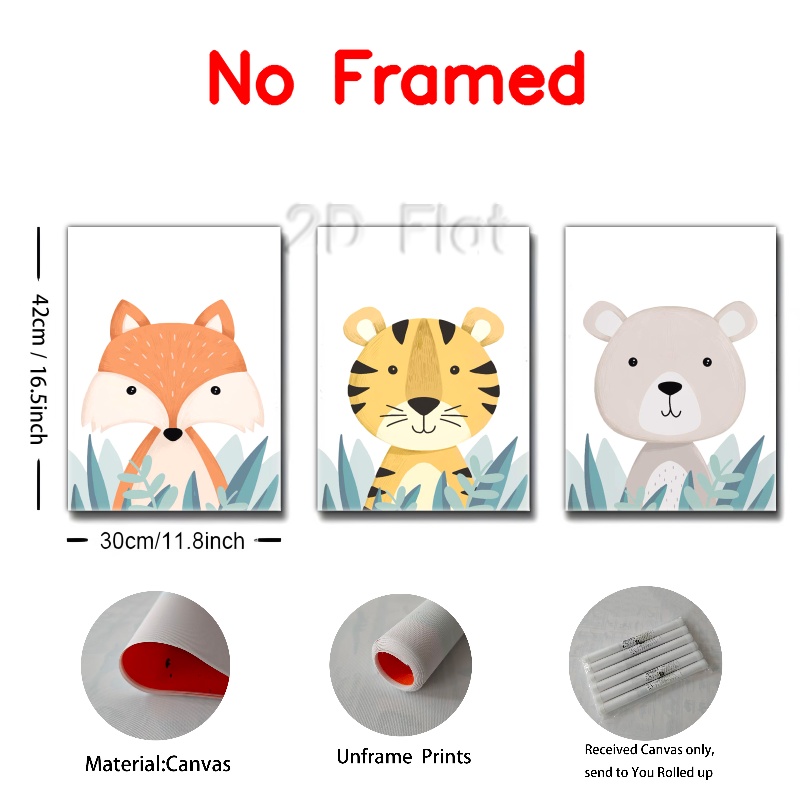 No Framed
2D Flat
42cm / 16.5inch
30cm/11.8inch
Material:Canvas
Unframe Prints
Received Canvas only,
send to You Rolled up